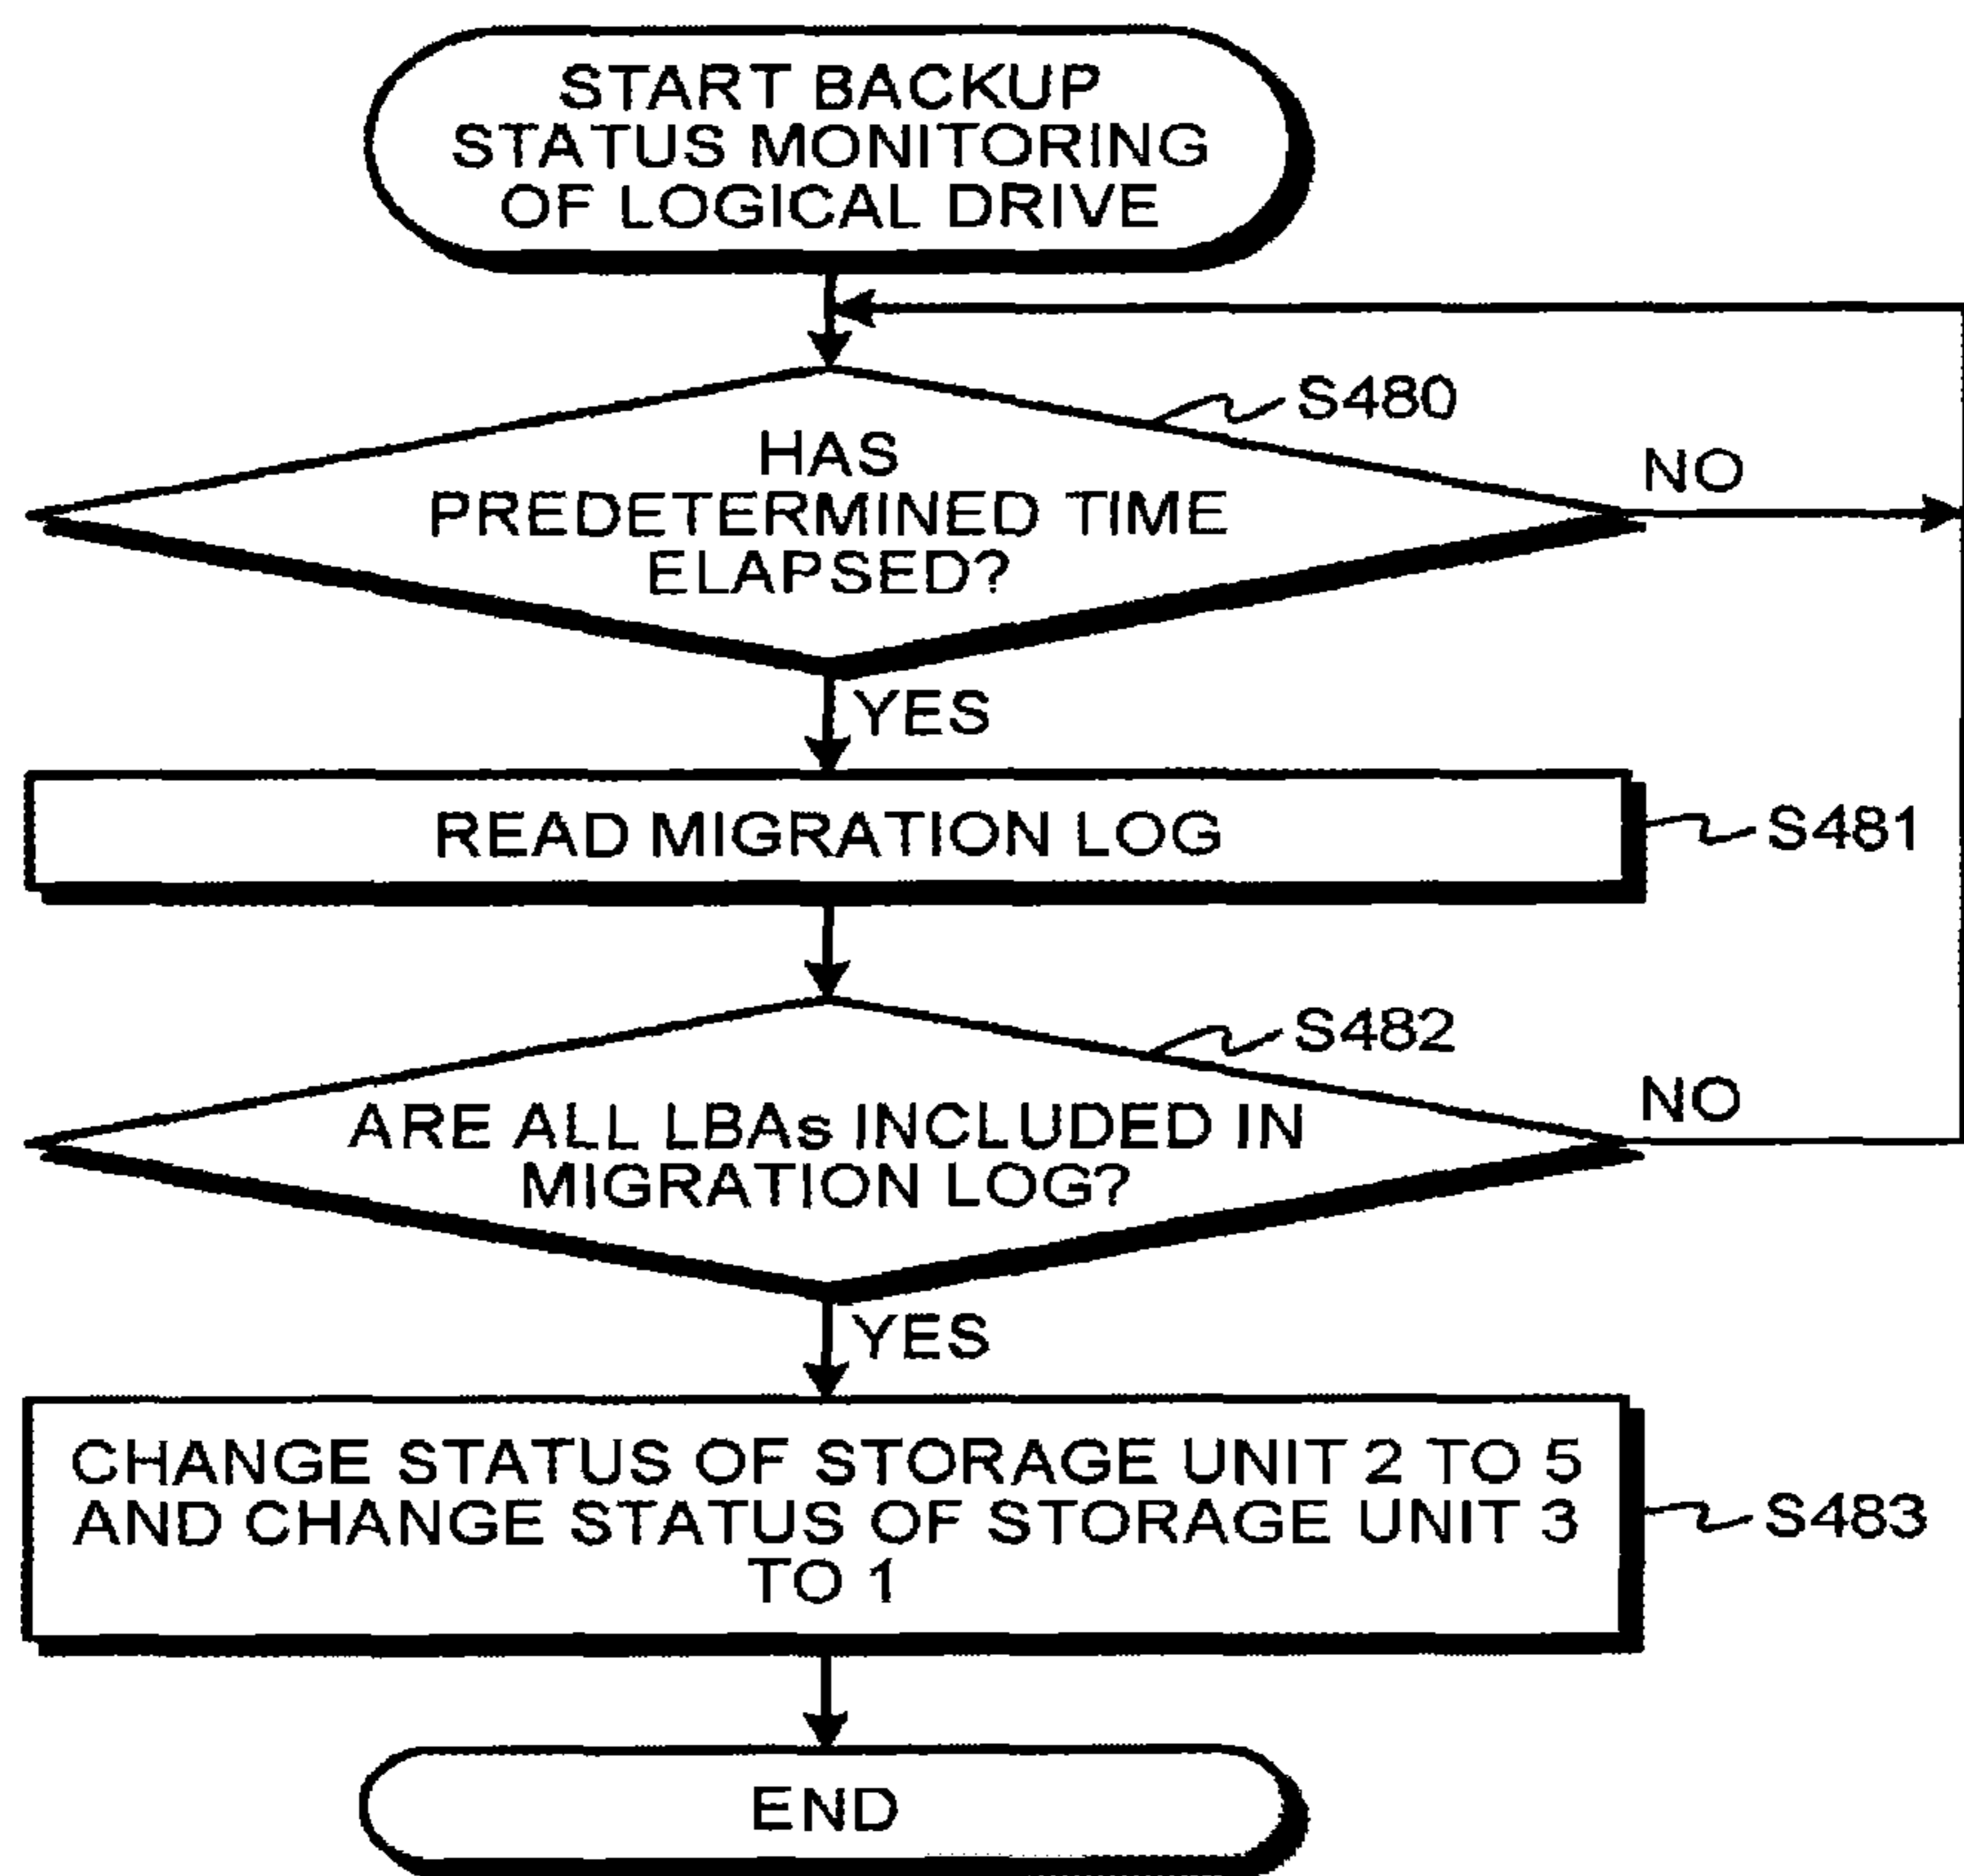 START BACKUP
STATUS MONITORING
OF LOGICAL DRIVE
S480
HAS
PREDETERMINED TIME
ELAPSED?
NO
YES
READ MIGRATION LOG
S481
S482
ARE ALL LBAs INCLUDED IN
MIGRATION LOG?
NO
YES
CHANGE STATUS OF STORAGE UNIT 2 TO 5
AND CHANGE STATUS OF STORAGE UNIT 3
TO 1
S483
END